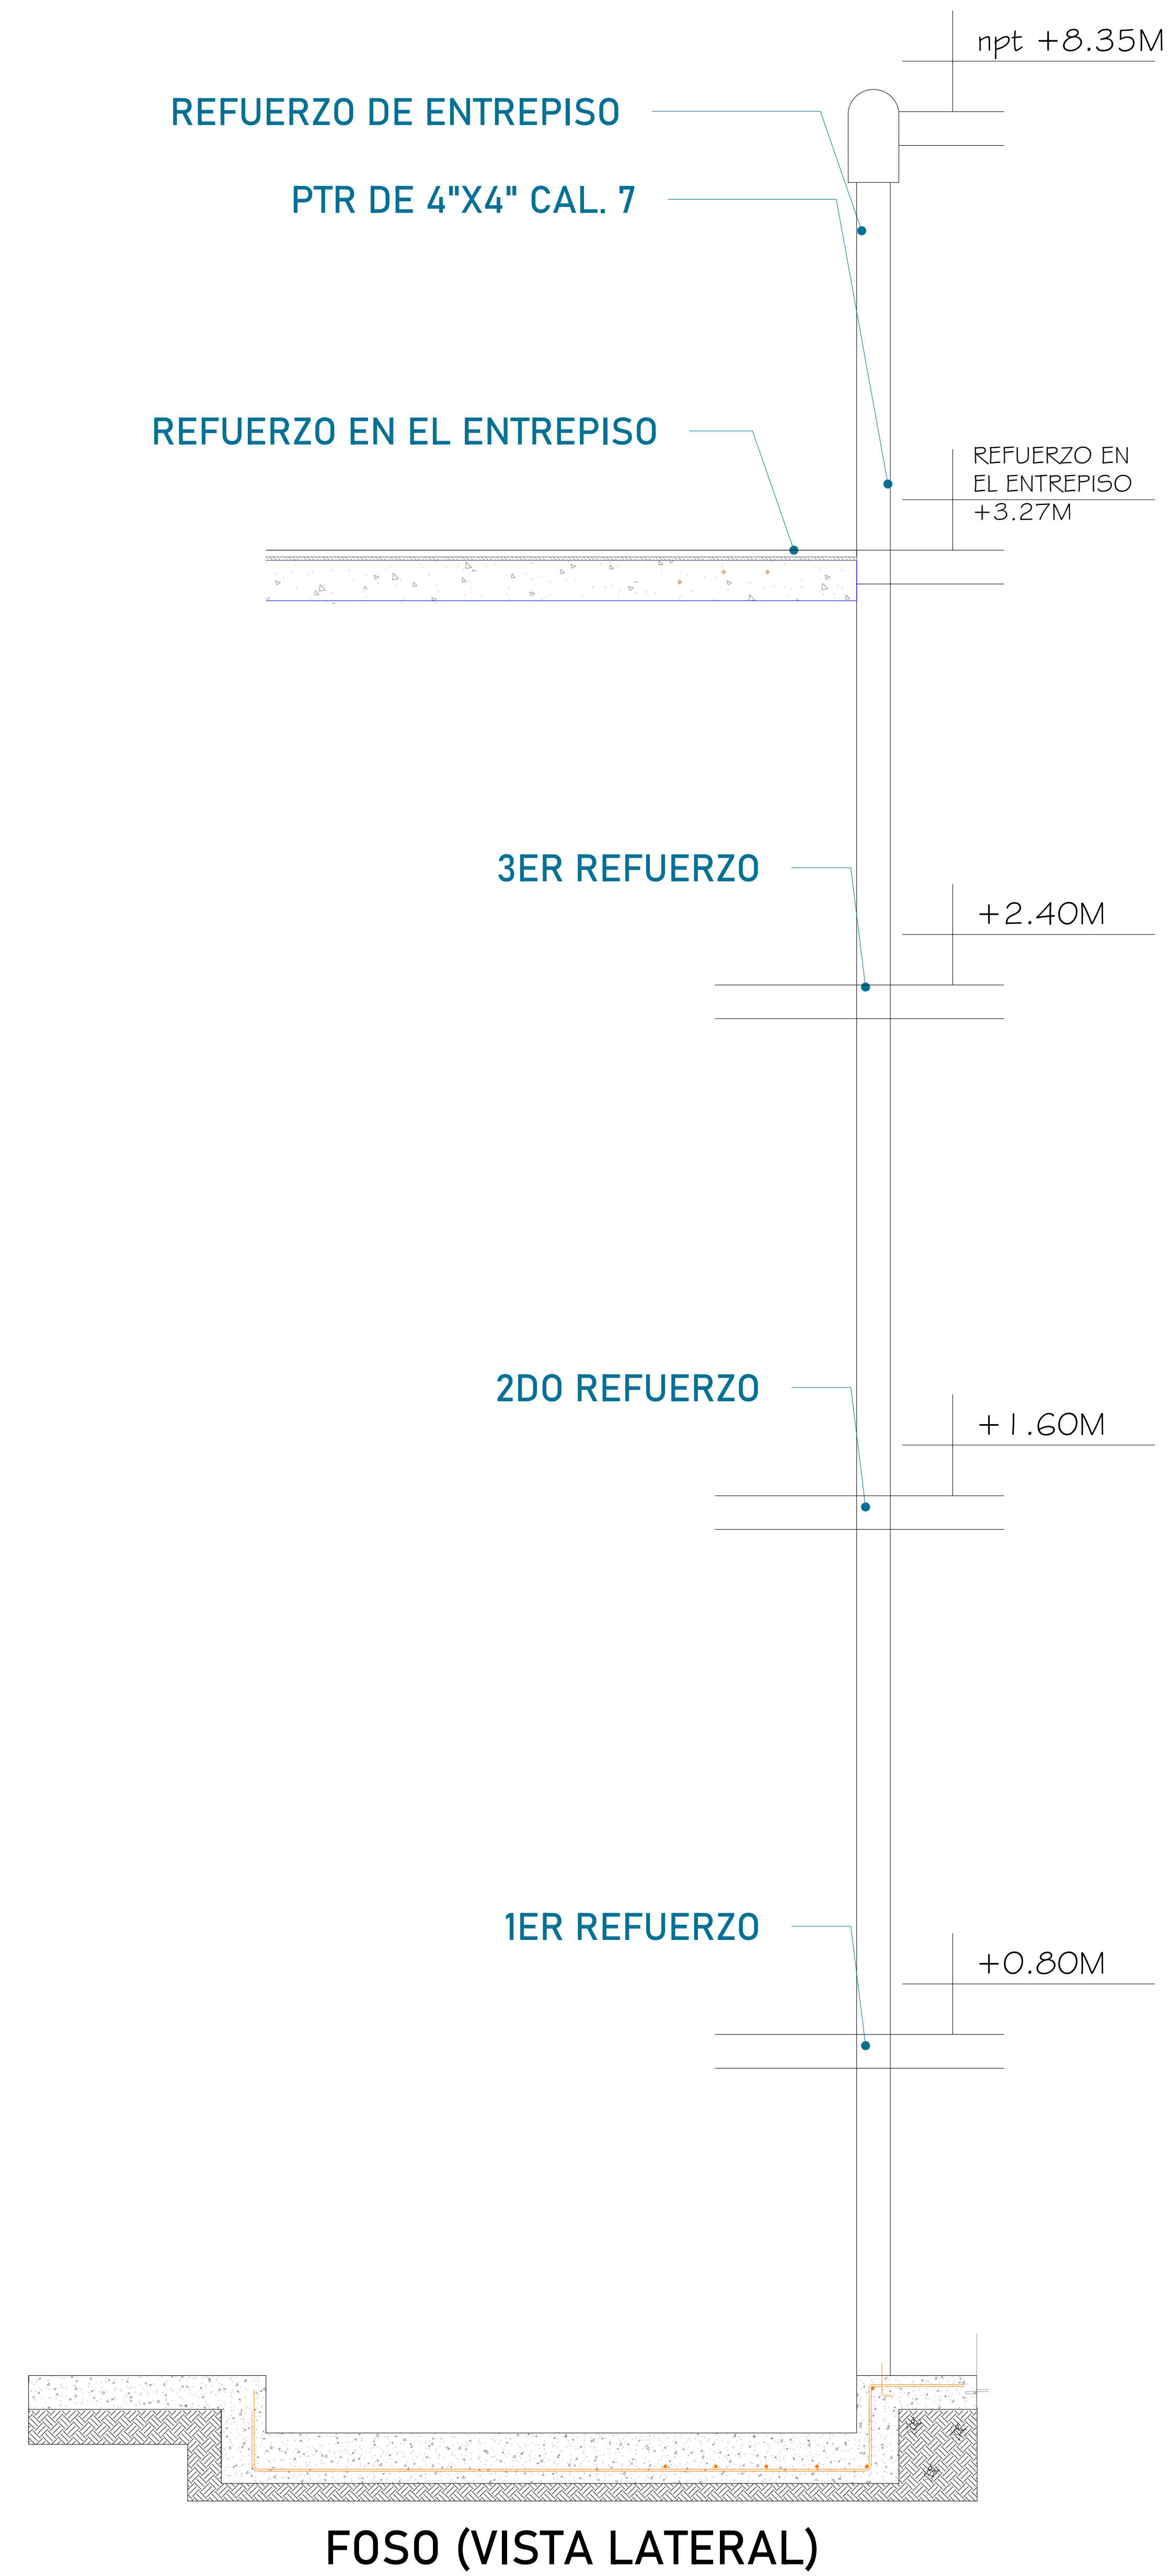 npt +8.35M
REFUERZO DE ENTREPISO
PTR DE 4"X4" CAL. 7
REFUERZO EN EL ENTREPISO
REFUERZO EN
EL ENTREPISO
+3.27M
3ER REFUERZO
+2.40M
2DO REFUERZO
+1.60M
1ER REFUERZO
+0.80M
FOSO (VISTA LATERAL)